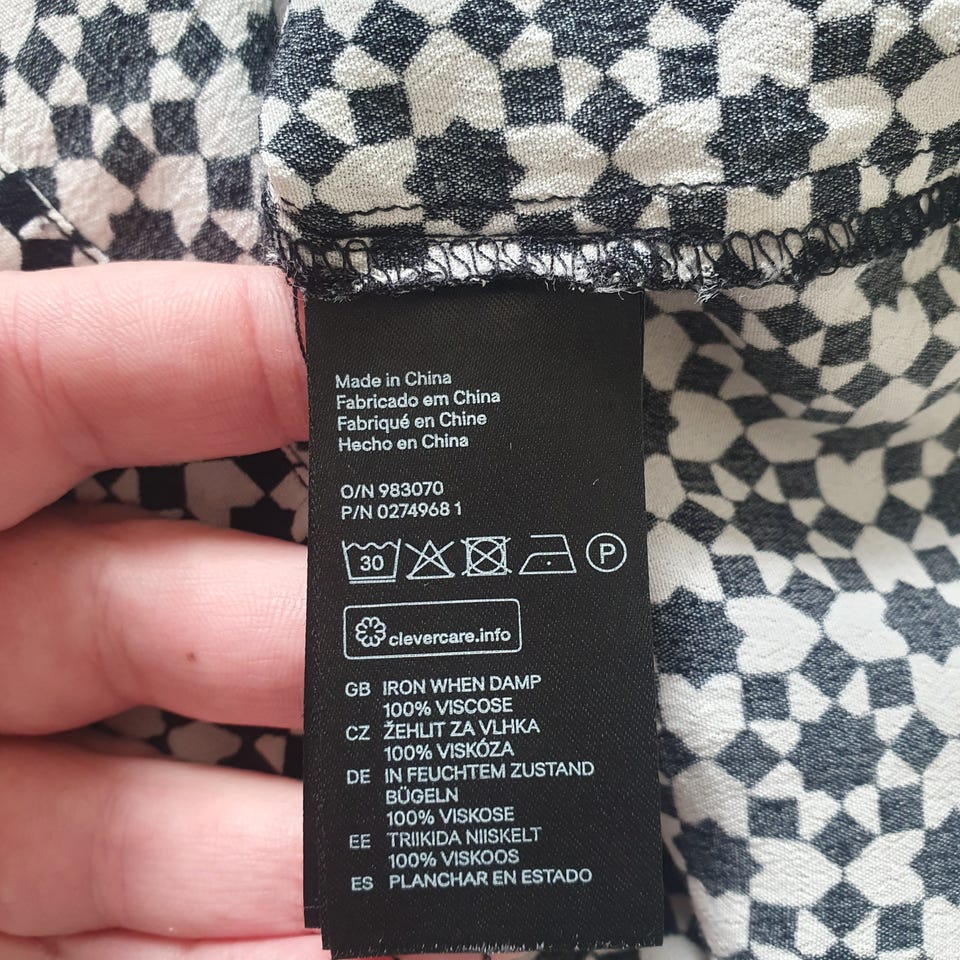 Made in China
Fabricado em China
Fabriqué en Chine
Hecho en China
O/N 983070
P/N 0274968 1
30 P
clevercare.info
GB IRON WHEN DAMP
100% VISCOSE
CZ ŽEHLIT ZA VLHKA
100% VISKÓZA
DE IN FEUCHTEM ZUSTAND
BÜGELN
100% VISKOSE
EE TRIIKIDA NIISKELT
100% VISKOOS
ES PLANCHAR EN ESTADO